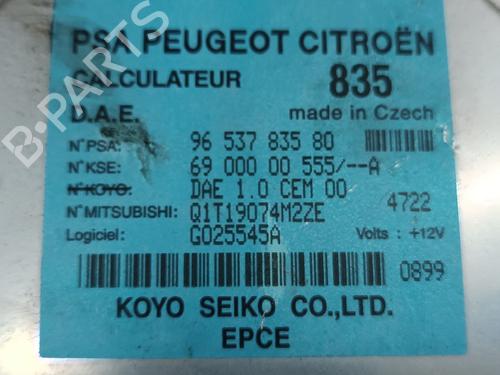 PSA PEUGEOT CITROËN
CALCULATEUR 835
D.A.E. made in Czech
N°PSA: 96 537 835 80
N°KSE: 69 000 00 555/--A
N°KOYO: DAE 1.0 CEM 00
N°MITSUBISHI: Q1T19074M2ZE 4722
Logiciel: G025545A Volts : +12V
0899
KOYO SEIKO CO.,LTD.
EPCE
B-PARTS